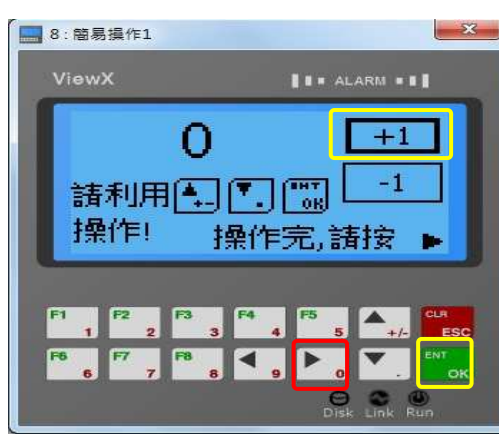 8 : 簡易操作1
ViewX ALARM
0 +1
請利用 +- . ENT OK -1
操作! 操作完,請按
F1 1 F2 2 F3 3 F4 4 F5 5 +/- CLR ESC
F6 6 F7 7 F8 8 9 0 . ENT OK
Disk Link Run